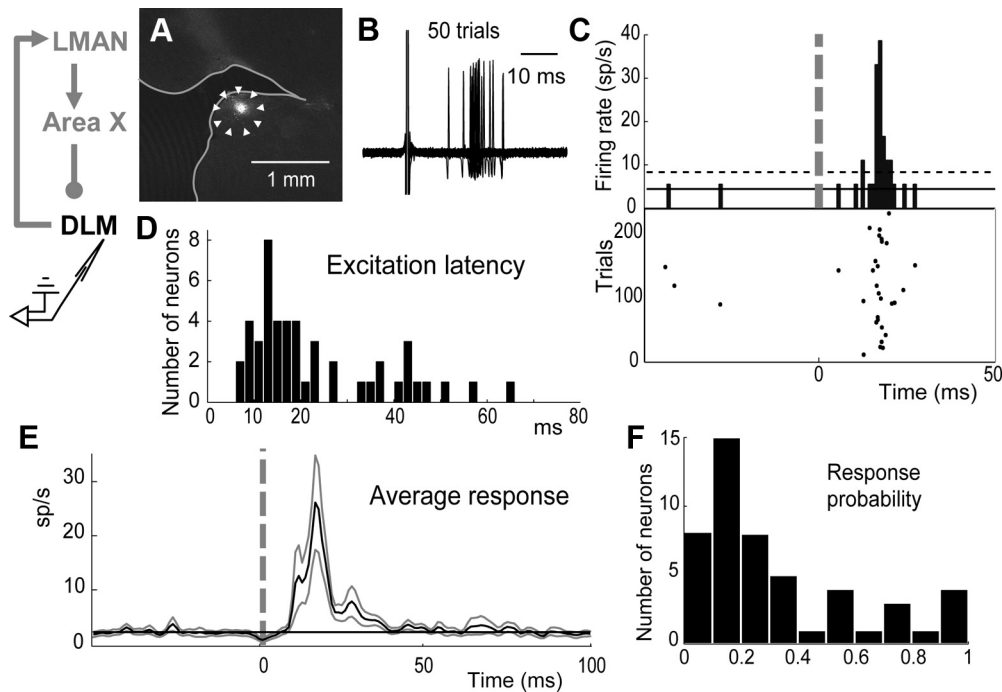 LMAN
Area X
DLM
A
1 mm
B
50 trials
10 ms
C
Firing rate (sp/s)
40
30
20
10
0
Trials
200
100
0
0
50
Time (ms)
D
Excitation latency
Number of neurons
8
6
4
2
0
0
10
20
40
60
80
ms
E
Average response
sp/s
30
20
10
0
0
50
100
Time (ms)
F
Response
probability
Number of neurons
15
10
5
0
0
0.2
0.4
0.6
0.8
1